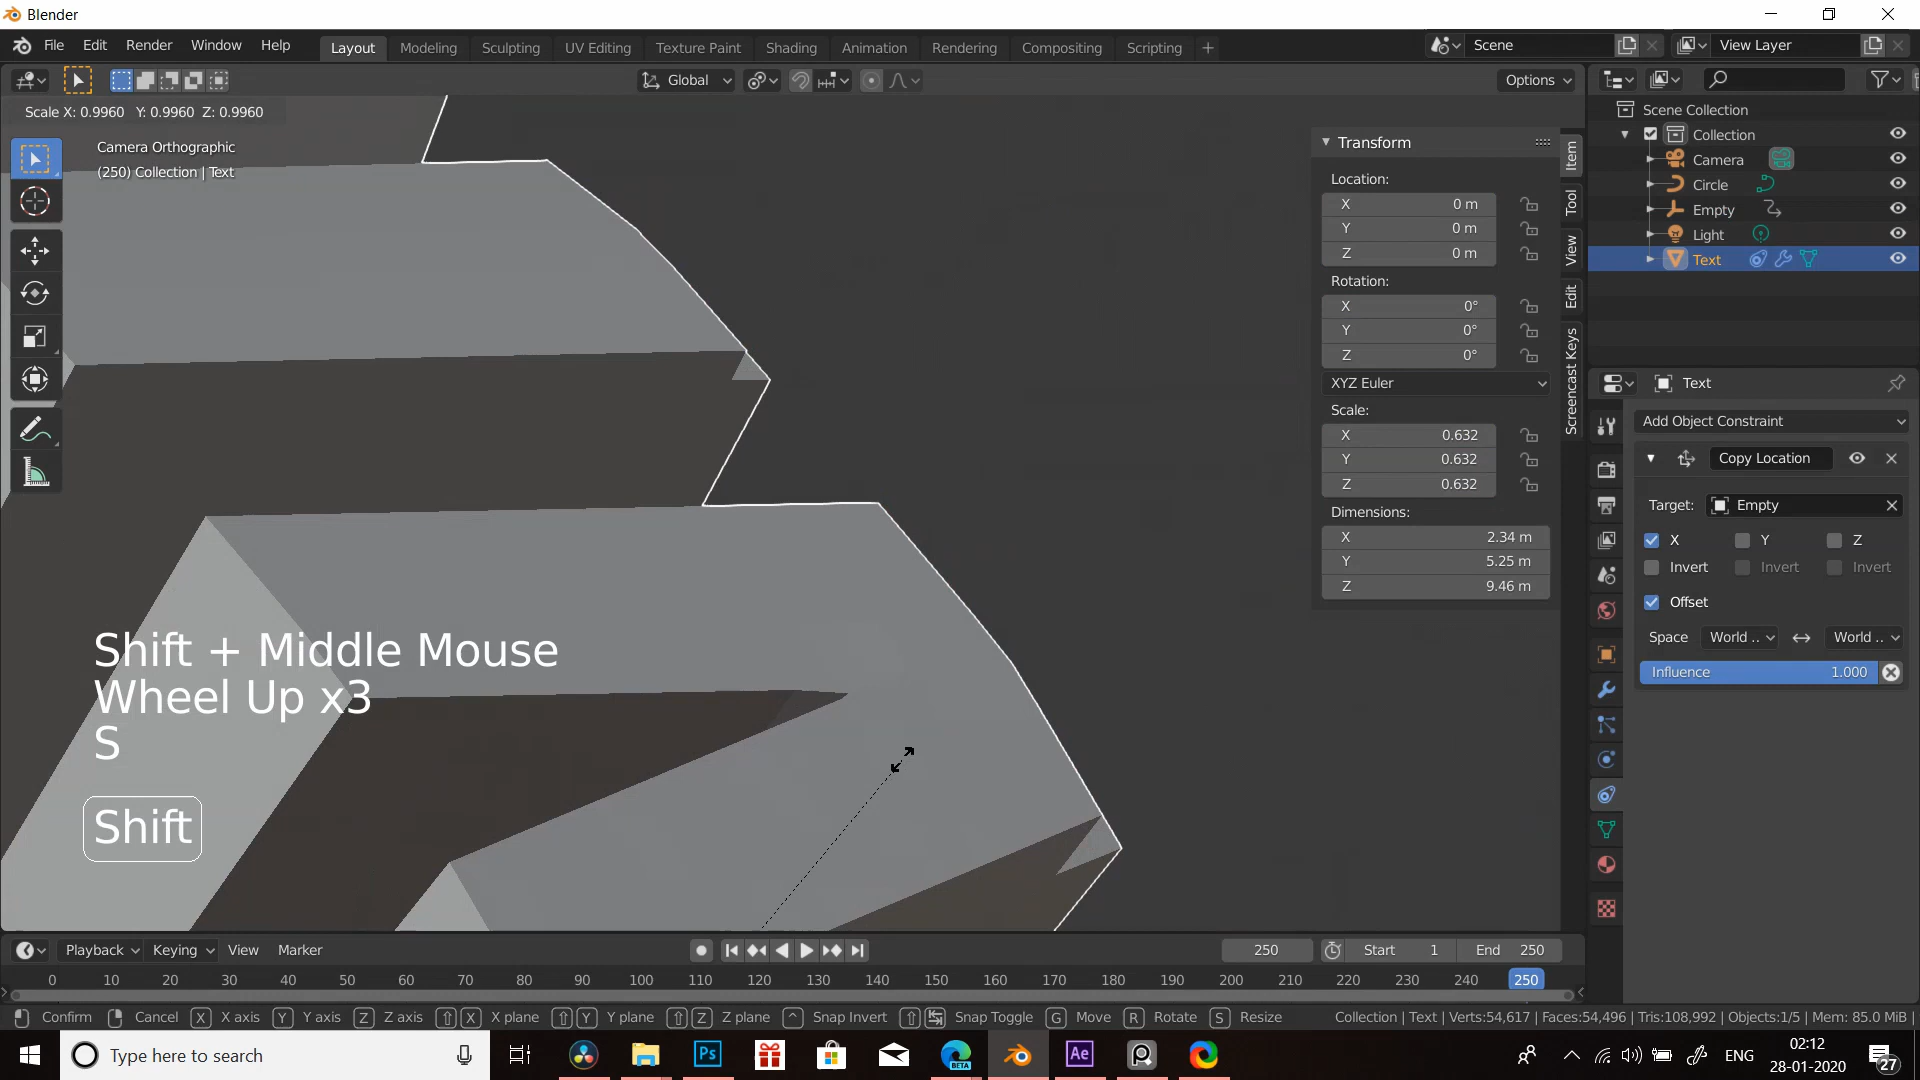 Blender
File Edit Render Window Help
Layout Modeling Sculpting UV Editing Texture Paint Shading Animation Rendering Compositing Scripting +
Scene
View Layer
Global
Options
Scale X: 0.9960 Y: 0.9960 Z: 0.9960
Camera Orthographic
(250) Collection | Text
Transform
Location:
X 0 m
Y 0 m
Z 0 m
Rotation:
X 0°
Y 0°
Z 0°
XYZ Euler
Scale:
X 0.632
Y 0.632
Z 0.632
Dimensions:
X 2.34 m
Y 5.25 m
Z 9.46 m
Item
Tool
View
Edit
Screencast Keys
Scene Collection
Collection
Camera
Circle
Empty
Light
Text
Text
Add Object Constraint
Copy Location
Target: Empty
X Y Z
Invert Invert Invert
Offset
Space World .. World ..
Influence 1.000
Shift + Middle Mouse
Wheel Up x3
S
Shift
Playback Keying View Marker
250 Start 1 End 250
0 10 20 30 40 50 60 70 80 90 100 110 120 130 140 150 160 170 180 190 200 210 220 230 240 250
Confirm Cancel X X axis Y Y axis Z Z axis X X plane Y Y plane Z Z plane ^ Snap Invert Snap Toggle G Move R Rotate S Resize
Collection | Text | Verts:54,617 | Faces:54,496 | Tris:108,992 | Objects:1/5 | Mem: 85.0 MiB
Type here to search
Ps
BETA
Ae
ENG
02:12
28-01-2020
27